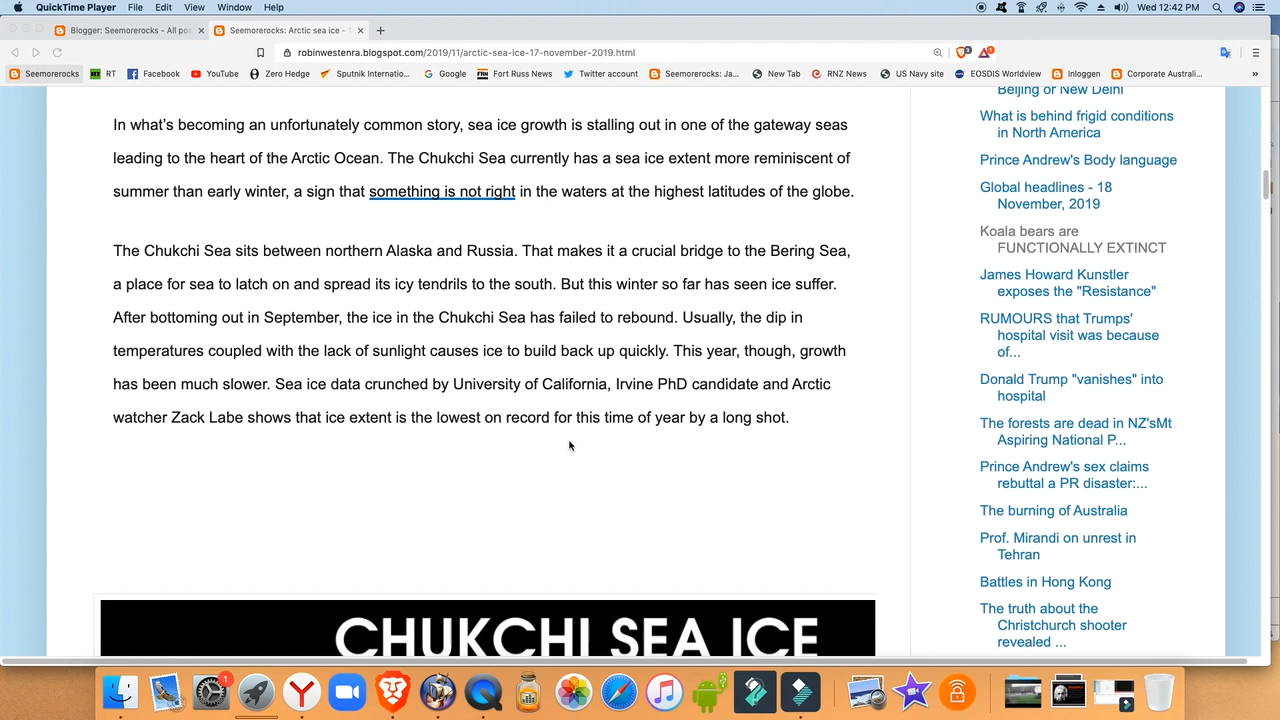 QuickTime Player File Edit View Window Help Wed 12:42 PM
Blogger: Seemorerocks - All pos × Seemorerocks: Arctic sea ice - × +
robinwestenra.blogspot.com/2019/11/arctic-sea-ice-17-november-2019.html
Seemorerocks RT Facebook YouTube Zero Hedge Sputnik Internatio... Google Fort Russ News Twitter account Seemorerocks: Ja... New Tab RNZ News US Navy site EOSDIS Worldview Inloggen Corporate Australi... »
In what's becoming an unfortunately common story, sea ice growth is stalling out in one of the gateway seas
leading to the heart of the Arctic Ocean. The Chukchi Sea currently has a sea ice extent more reminiscent of
summer than early winter, a sign that something is not right in the waters at the highest latitudes of the globe.
The Chukchi Sea sits between northern Alaska and Russia. That makes it a crucial bridge to the Bering Sea,
a place for sea to latch on and spread its icy tendrils to the south. But this winter so far has seen ice suffer.
After bottoming out in September, the ice in the Chukchi Sea has failed to rebound. Usually, the dip in
temperatures coupled with the lack of sunlight causes ice to build back up quickly. This year, though, growth
has been much slower. Sea ice data crunched by University of California, Irvine PhD candidate and Arctic
watcher Zack Labe shows that ice extent is the lowest on record for this time of year by a long shot.
CHUKCHI SEA ICE
Beijing or New Delhi
What is behind frigid conditions
in North America
Prince Andrew's Body language
Global headlines - 18
November, 2019
Koala bears are
FUNCTIONALLY EXTINCT
James Howard Kunstler
exposes the "Resistance"
RUMOURS that Trumps'
hospital visit was because
of...
Donald Trump "vanishes" into
hospital
The forests are dead in NZ'sMt
Aspiring National P...
Prince Andrew's sex claims
rebuttal a PR disaster:...
The burning of Australia
Prof. Mirandi on unrest in
Tehran
Battles in Hong Kong
The truth about the
Christchurch shooter
revealed ...